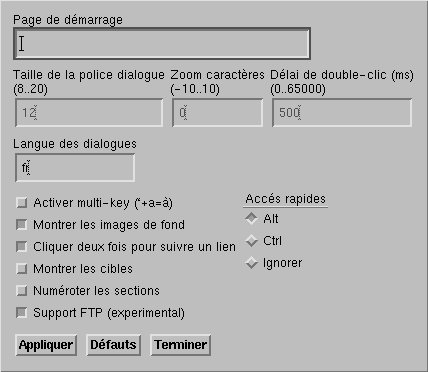 Page de démarrage
Taille de la police dialogue Zoom caractères Délai de double-clic (ms)
(8..20) (-10..10) (0..65000)
12 0 500
Langue des dialogues
fr
Activer multi-key (`+a=à) Accés rapides
Montrer les images de fond Alt
Cliquer deux fois pour suivre un lien Ctrl
Montrer les cibles Ignorer
Numéroter les sections
Support FTP (experimental)
Appliquer Défauts Terminer